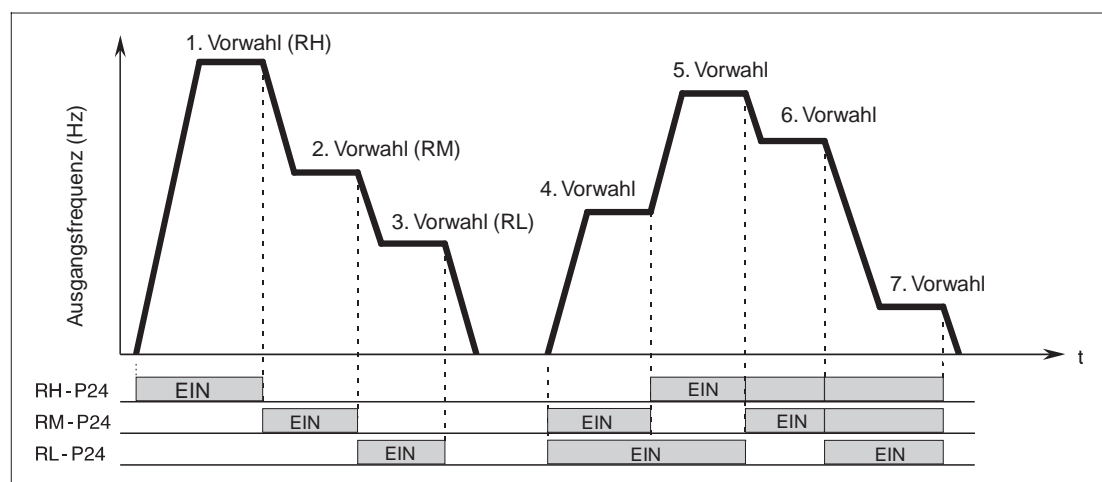 1. Vorwahl (RH)
5. Vorwahl
6. Vorwahl
2. Vorwahl (RM)
4. Vorwahl
3. Vorwahl (RL)
7. Vorwahl
Ausgangsfrequenz (Hz)
t
RH-P24 EIN EIN
RM-P24 EIN EIN EIN
RL-P24 EIN EIN EIN